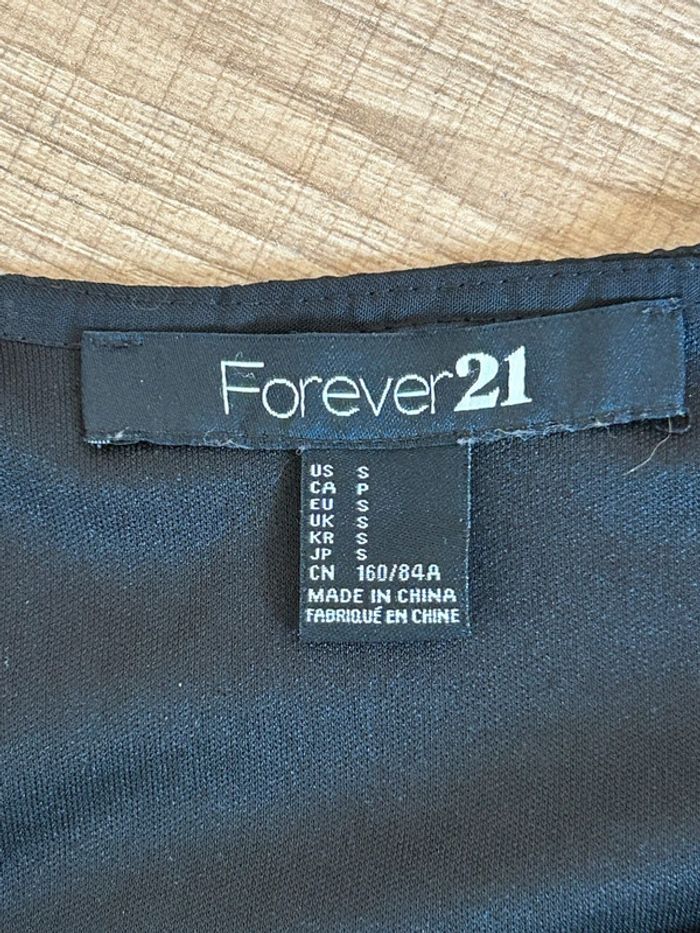 Forever21
US S
CA P
EU S
UK S
KR S
JP S
CN 160/84A
MADE IN CHINA
FABRIQUÉ EN CHINE